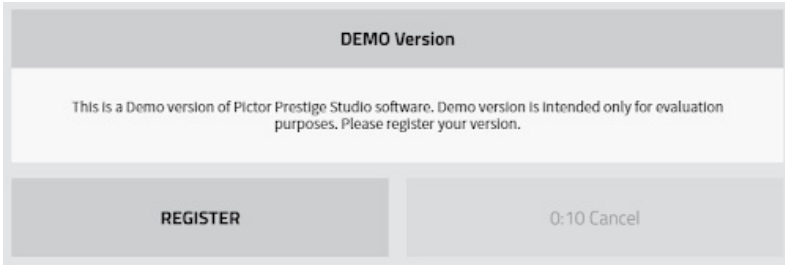 DEMO Version
This is a Demo version of Pictor Prestige Studio software. Demo version is intended only for evaluation
purposes. Please register your version.
REGISTER
0:10 Cancel